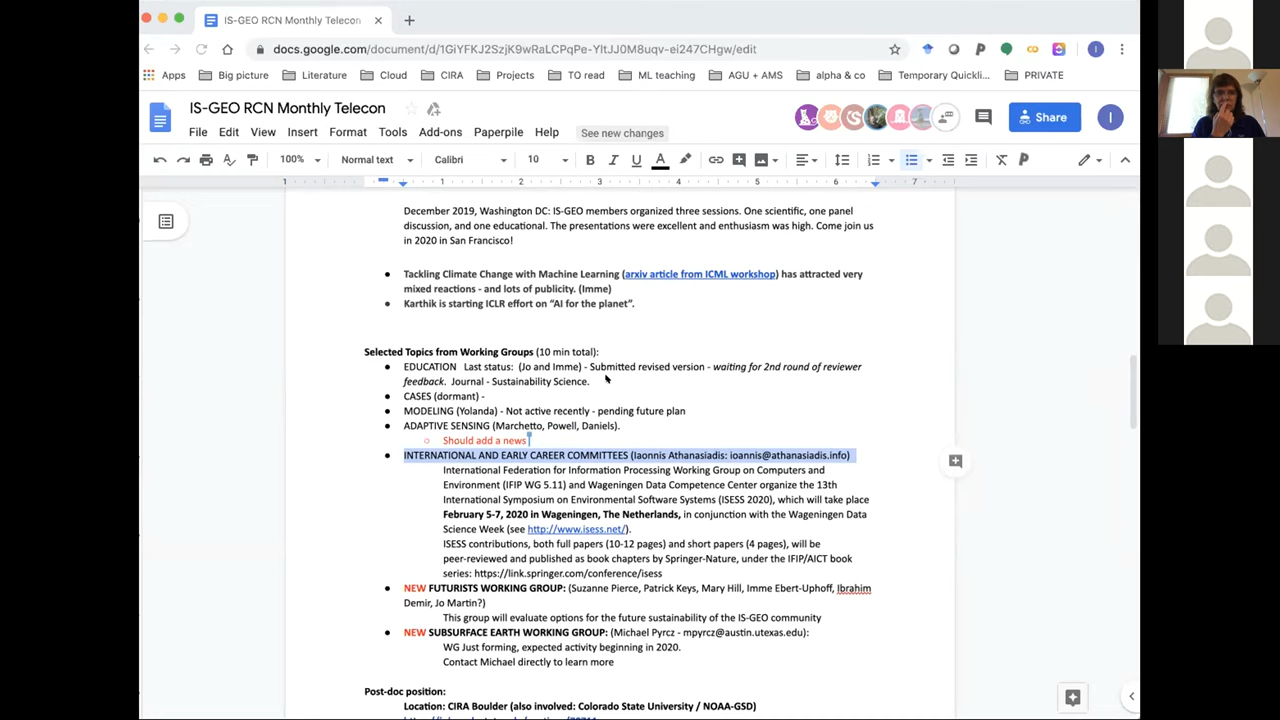 IS-GEO RCN Monthly Telecon
docs.google.com/document/d/1GiYFKJ2SzjK9wRaLCPqPe-YltJJ0M8uqv-ei247CHgw/edit
Apps Big picture Literature Cloud CIRA Projects TO read ML teaching AGU + AMS alpha & co Temporary Quickli... PRIVATE
IS-GEO RCN Monthly Telecon
File Edit View Insert Format Tools Add-ons Paperpile Help See new changes
Share
I
100% Normal text Calibri 10 B I U A
1 1 2 3 4 5 6 7
December 2019, Washington DC: IS-GEO members organized three sessions. One scientific, one panel
discussion, and one educational. The presentations were excellent and enthusiasm was high. Come join us
in 2020 in San Francisco!
Tackling Climate Change with Machine Learning (arxiv article from ICML workshop) has attracted very
mixed reactions - and lots of publicity. (Imme)
Karthik is starting ICLR effort on “AI for the planet”.
Selected Topics from Working Groups (10 min total):
EDUCATION Last status: (Jo and Imme) - Submitted revised version - waiting for 2nd round of reviewer
feedback. Journal - Sustainability Science.
CASES (dormant) -
MODELING (Yolanda) - Not active recently - pending future plan
ADAPTIVE SENSING (Marchetto, Powell, Daniels).
Should add a news
INTERNATIONAL AND EARLY CAREER COMMITTEES (Iaonnis Athanasiadis: ioannis@athanasiadis.info)
International Federation for Information Processing Working Group on Computers and
Environment (IFIP WG 5.11) and Wageningen Data Competence Center organize the 13th
International Symposium on Environmental Software Systems (ISESS 2020), which will take place
February 5-7, 2020 in Wageningen, The Netherlands, in conjunction with the Wageningen Data
Science Week (see http://www.isess.net/).
ISESS contributions, both full papers (10-12 pages) and short papers (4 pages), will be
peer-reviewed and published as book chapters by Springer-Nature, under the IFIP/AICT book
series: https://link.springer.com/conference/isess
NEW FUTURISTS WORKING GROUP: (Suzanne Pierce, Patrick Keys, Mary Hill, Imme Ebert-Uphoff, Ibrahim
Demir, Jo Martin?)
This group will evaluate options for the future sustainability of the IS-GEO community
NEW SUBSURFACE EARTH WORKING GROUP: (Michael Pyrcz - mpyrcz@austin.utexas.edu):
WG Just forming, expected activity beginning in 2020.
Contact Michael directly to learn more
Post-doc position:
Location: CIRA Boulder (also involved: Colorado State University / NOAA-GSD)